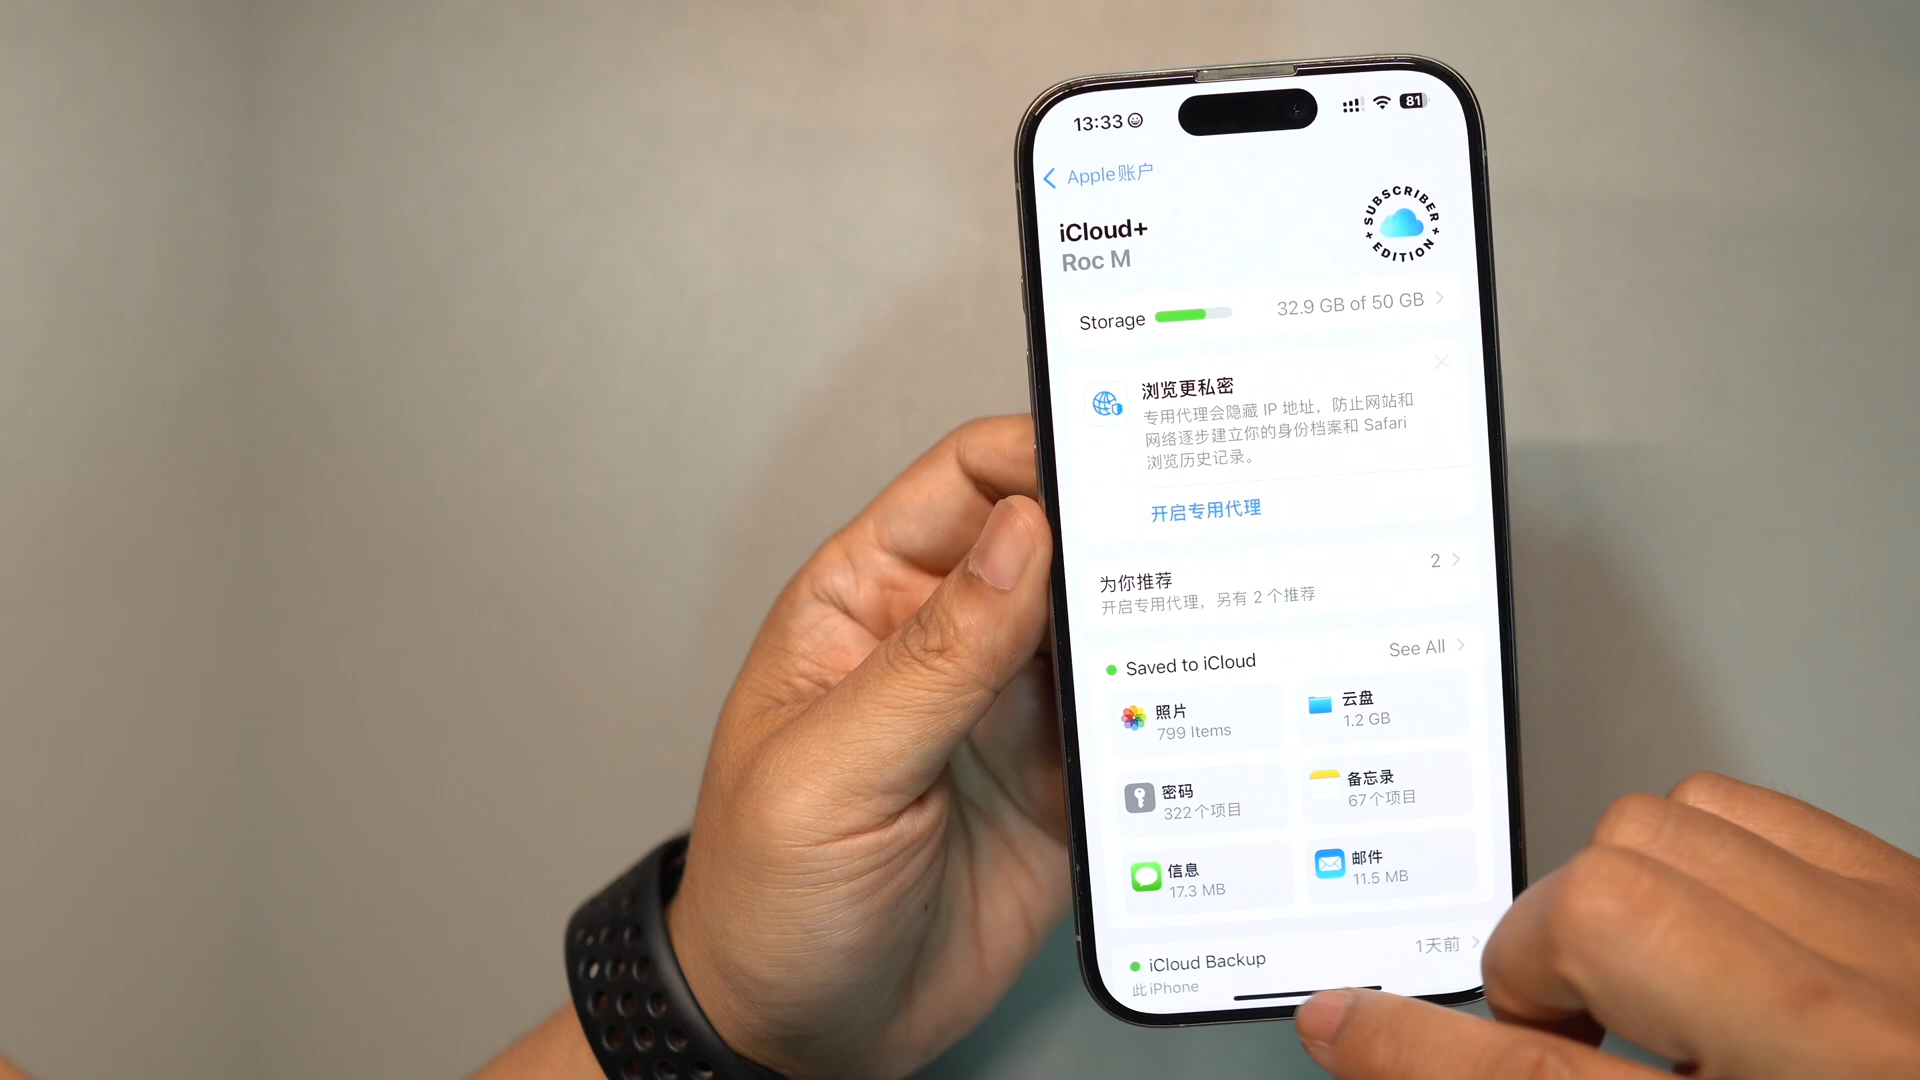 13:33
81
Apple账户
SUBSCRIBER EDITION
iCloud+
Roc M
Storage 32.9 GB of 50 GB
浏览更私密
专用代理会隐藏 IP 地址，防止网站和
网络逐步建立你的身份档案和 Safari
浏览历史记录。
开启专用代理
为你推荐 2
开启专用代理，另有 2 个推荐
Saved to iCloud See All
照片
799 Items
云盘
1.2 GB
密码
322个项目
备忘录
67个项目
信息
17.3 MB
邮件
11.5 MB
iCloud Backup 1天前
此iPhone